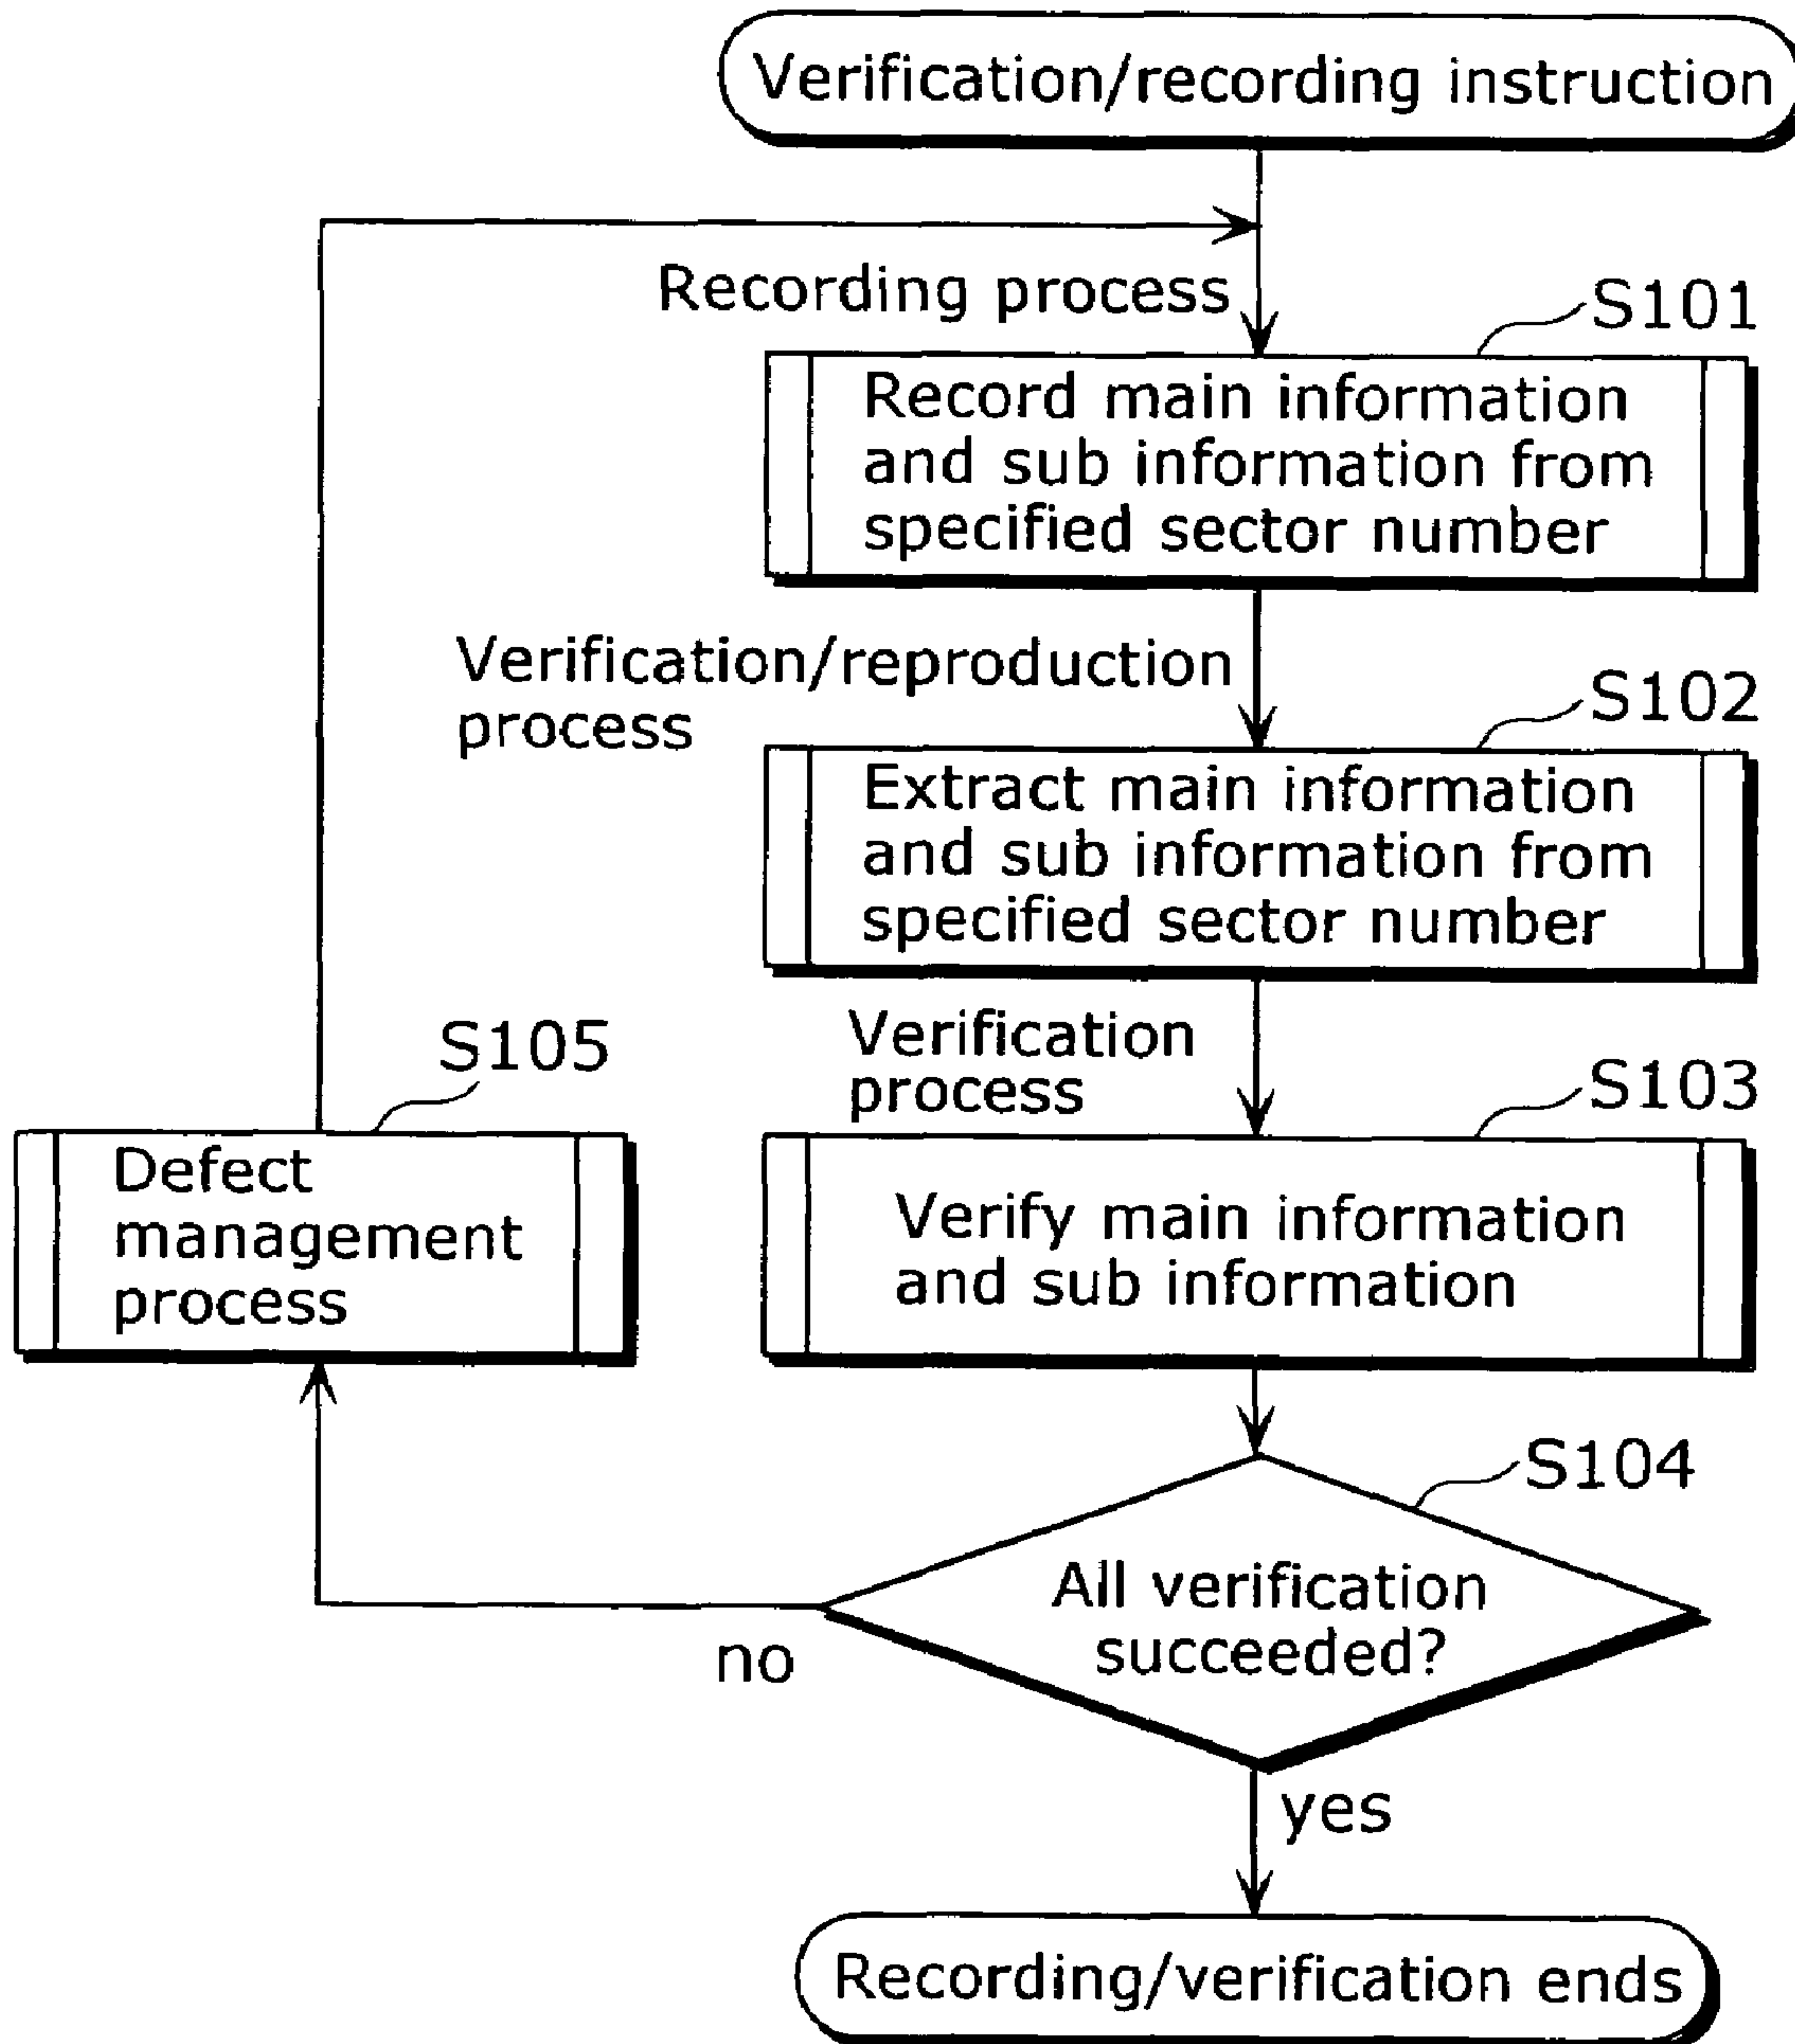 Verification/recording instruction
Recording process
S101
Record main information
and sub information from
specified sector number
Verification/reproduction
process
S102
Extract main information
and sub information from
specified sector number
Verification
process
S103
S105
Defect
management
process
Verify main information
and sub information
S104
All verification
succeeded?
no
yes
Recording/verification ends